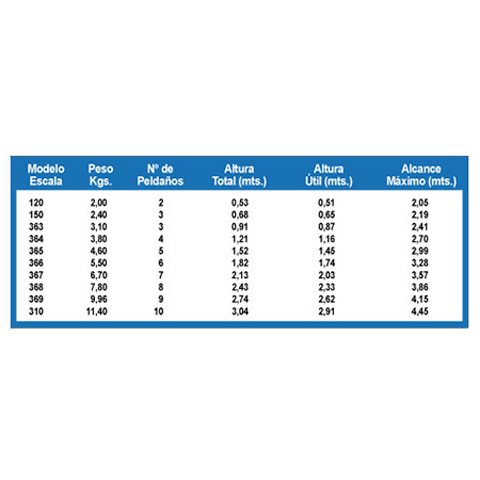 Modelo Escala Peso Kgs. Nº de Peldaños Altura Total (mts.) Altura Útil (mts.) Alcance Máximo (mts.)
120 2,00 2 0,53 0,51 2,05
150 2,40 3 0,68 0,65 2,19
363 3,10 3 0,91 0,87 2,41
364 3,80 4 1,21 1,16 2,70
365 4,60 5 1,52 1,45 2,99
366 5,50 6 1,82 1,74 3,28
367 6,70 7 2,13 2,03 3,57
368 7,80 8 2,43 2,33 3,86
369 9,96 9 2,74 2,62 4,15
310 11,40 10 3,04 2,91 4,45